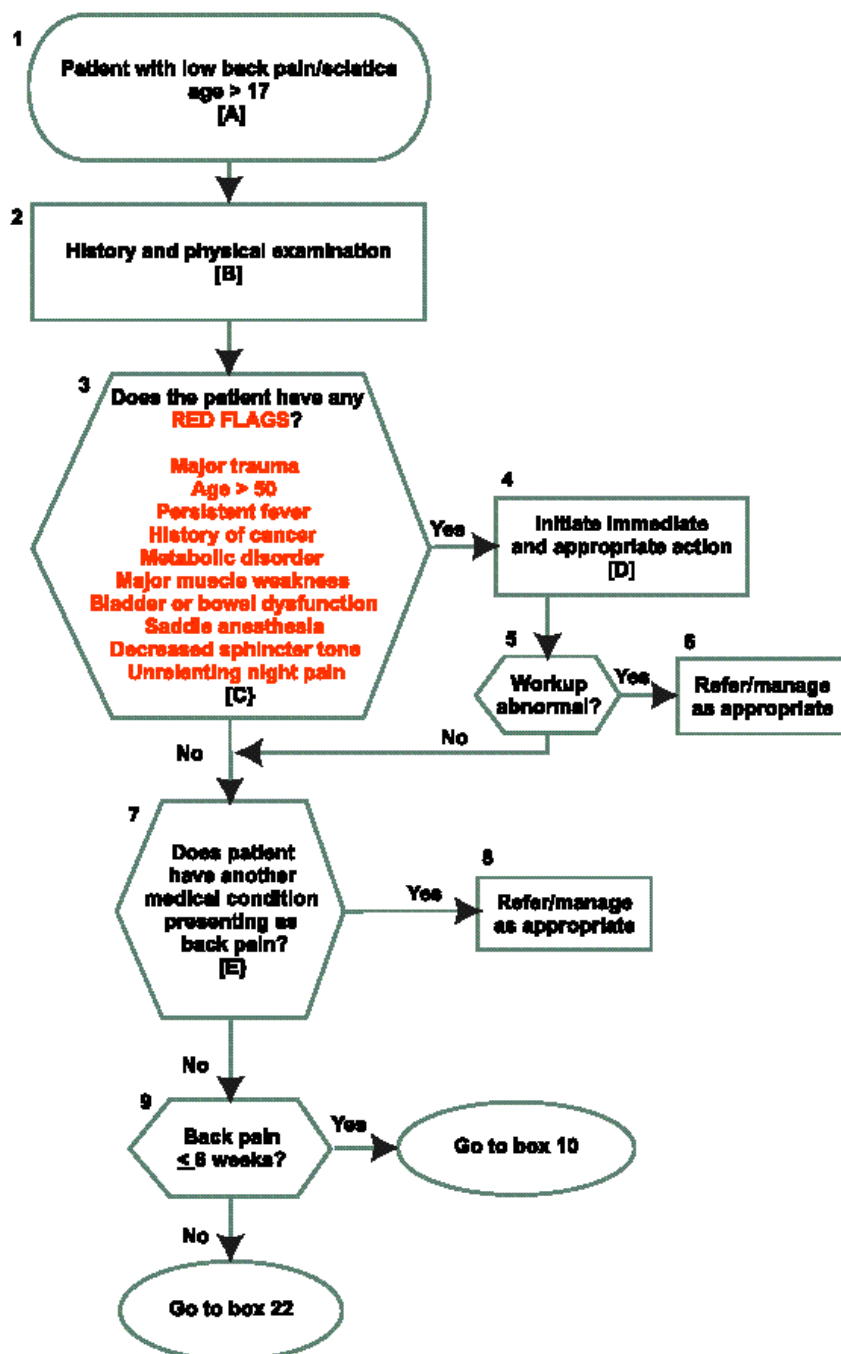 1
Patient with low back pain/sciatica
age > 17
[A]
2
History and physical examination
[B]
3
Does the patient have any
RED FLAGS?
Major trauma
Age > 50
Persistent fever
History of cancer
Metabolic disorder
Major muscle weakness
Bladder or bowel dysfunction
Saddle anesthesia
Decreased sphincter tone
Unrelenting night pain
[C}
Yes
4
Initiate immediate
and appropriate action
[D]
5
Workup
abnormal?
Yes
6
Refer/manage
as appropriate
No
No
7
Does patient
have another
medical condition
presenting as
back pain?
[E}
Yes
8
Refer/manage
as appropriate
No
9
Back pain
≤ 6 weeks?
Yes
Go to box 10
No
Go to box 22